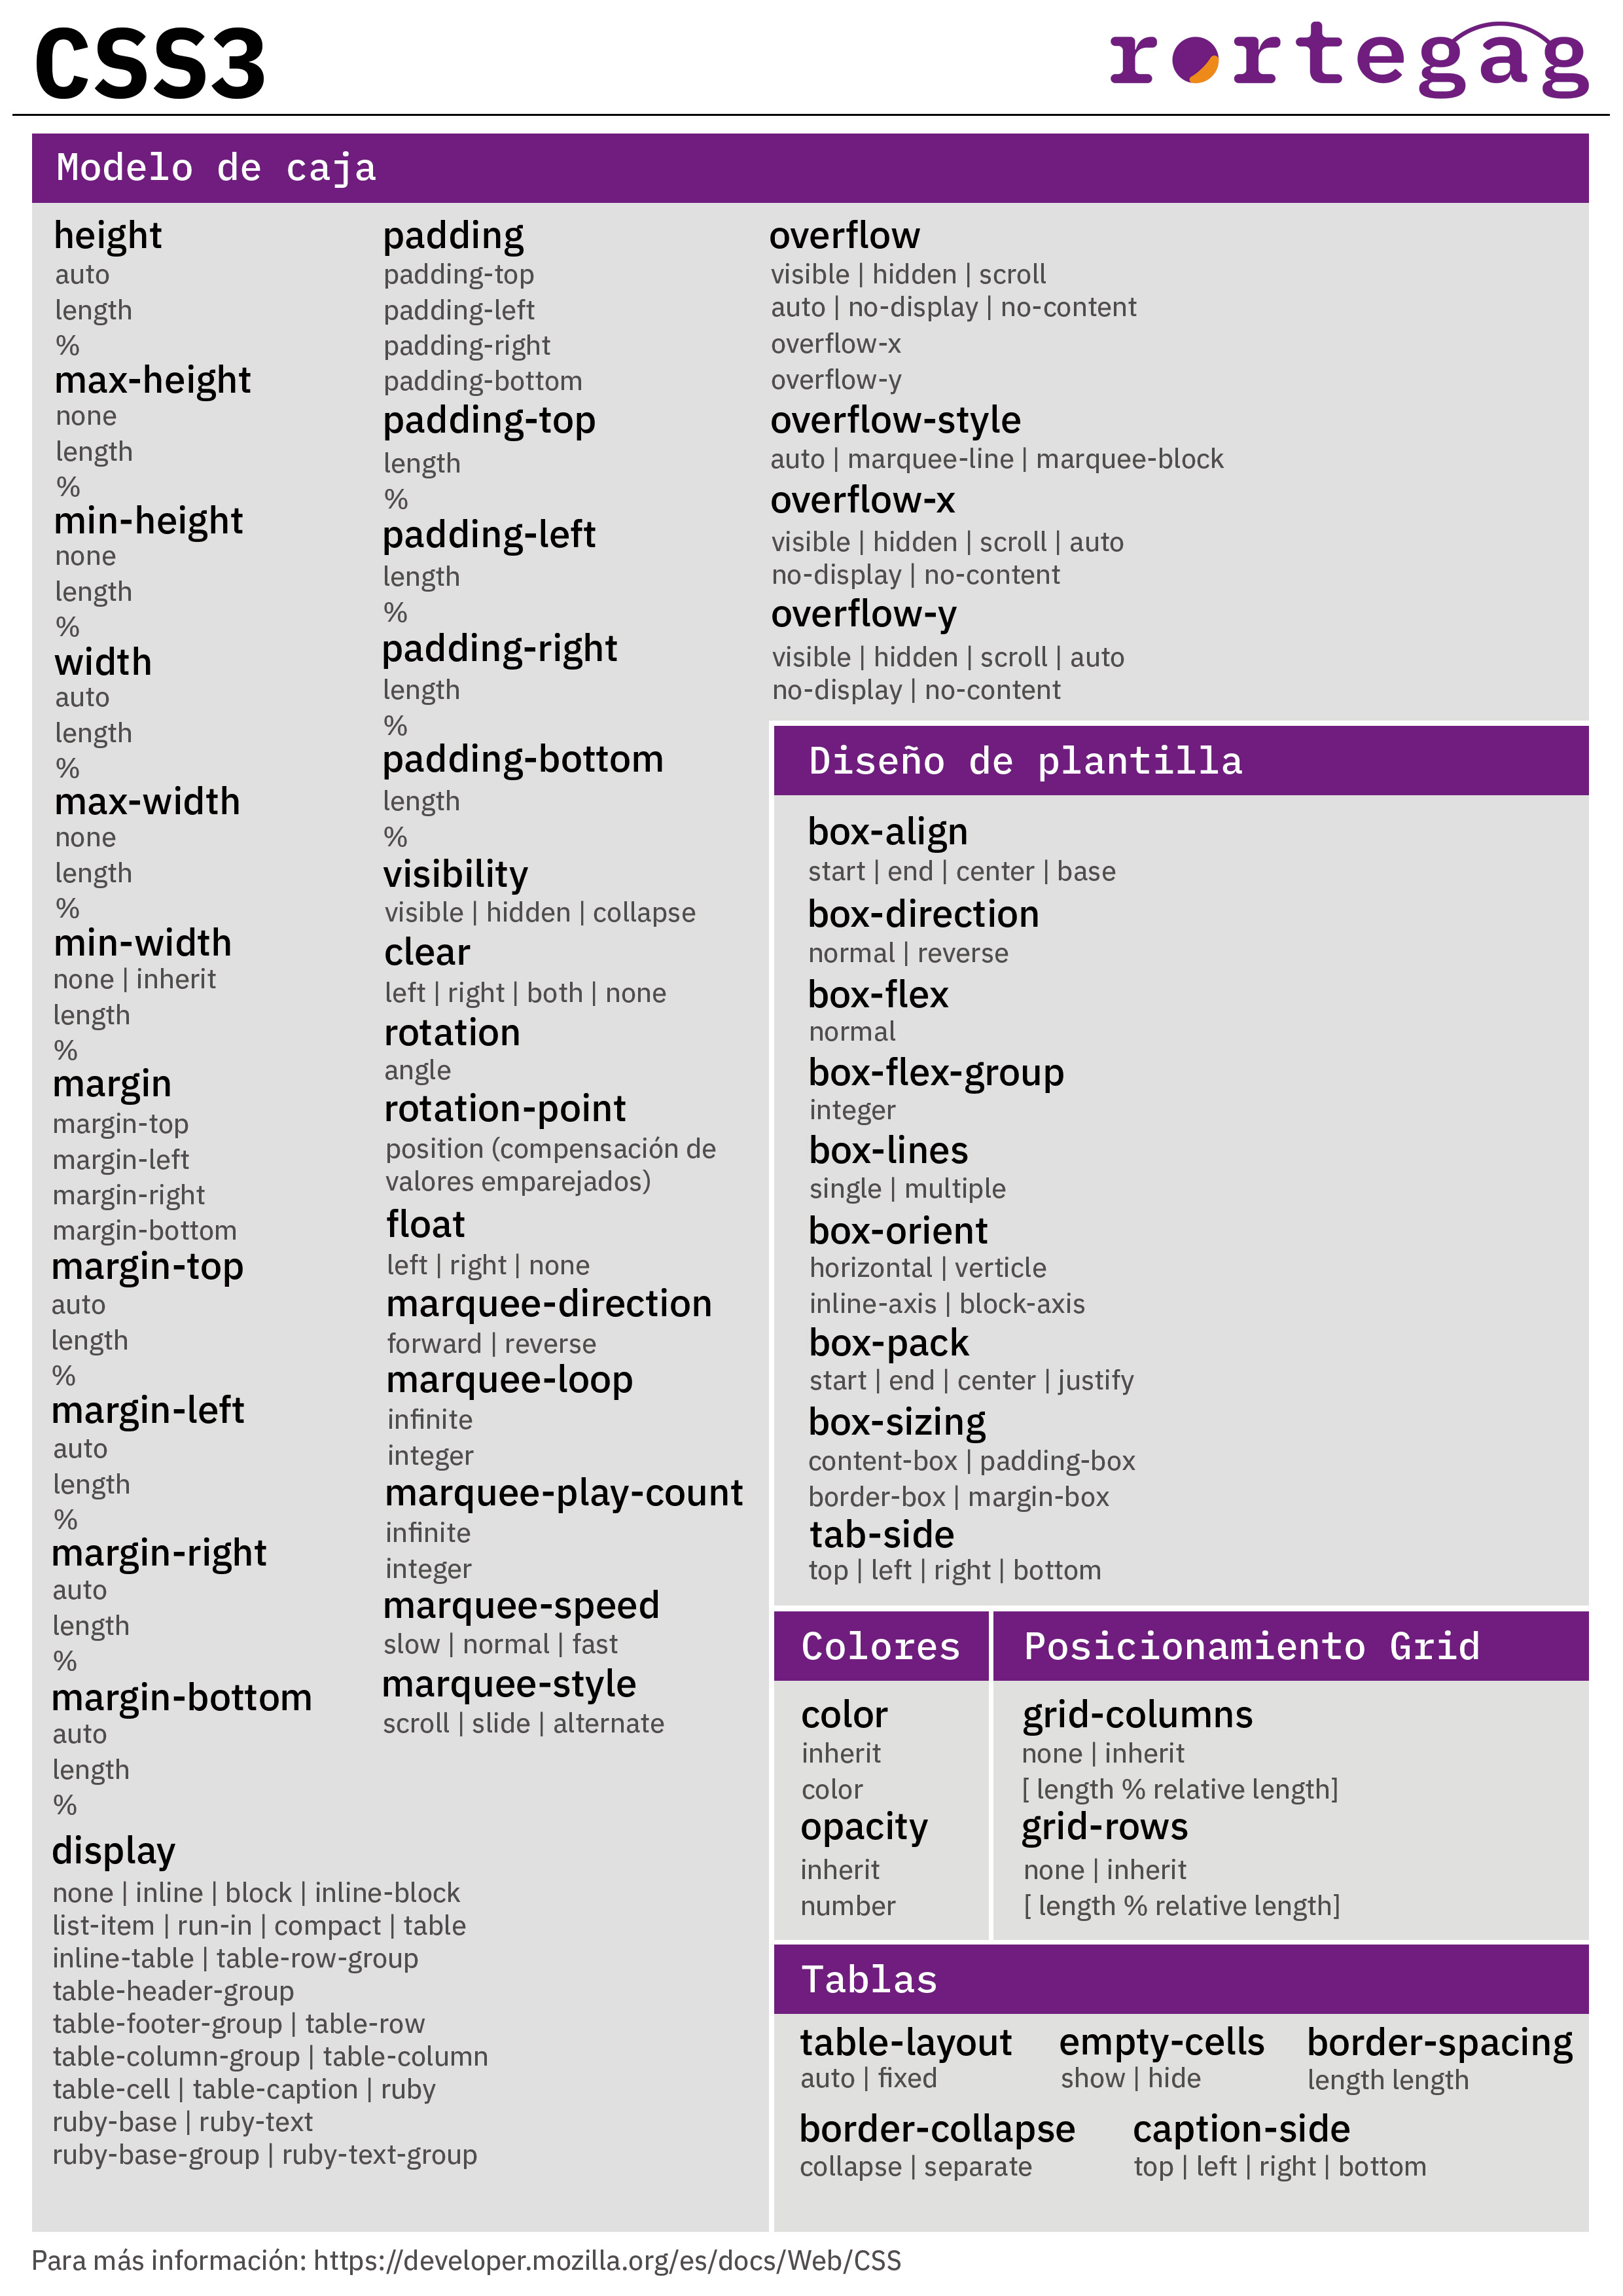 CSS3
rortegag
Modelo de caja
height
auto
length
%
max-height
none
length
%
min-height
none
length
%
width
auto
length
%
max-width
none
length
%
min-width
none | inherit
length
%
margin
margin-top
margin-left
margin-right
margin-bottom
margin-top
auto
length
%
margin-left
auto
length
%
margin-right
auto
length
%
margin-bottom
auto
length
%
display
none | inline | block | inline-block
list-item | run-in | compact | table
inline-table | table-row-group
table-header-group
table-footer-group | table-row
table-column-group | table-column
table-cell | table-caption | ruby
ruby-base | ruby-text
ruby-base-group | ruby-text-group
padding
padding-top
padding-left
padding-right
padding-bottom
padding-top
length
%
padding-left
length
%
padding-right
length
%
padding-bottom
length
%
visibility
visible | hidden | collapse
clear
left | right | both | none
rotation
angle
rotation-point
position (compensación de
valores emparejados)
float
left | right | none
marquee-direction
forward | reverse
marquee-loop
infinite
integer
marquee-play-count
infinite
integer
marquee-speed
slow | normal | fast
marquee-style
scroll | slide | alternate
overflow
visible | hidden | scroll
auto | no-display | no-content
overflow-x
overflow-y
overflow-style
auto | marquee-line | marquee-block
overflow-x
visible | hidden | scroll | auto
no-display | no-content
overflow-y
visible | hidden | scroll | auto
no-display | no-content
Diseño de plantilla
box-align
start | end | center | base
box-direction
normal | reverse
box-flex
normal
box-flex-group
integer
box-lines
single | multiple
box-orient
horizontal | verticle
inline-axis | block-axis
box-pack
start | end | center | justify
box-sizing
content-box | padding-box
border-box | margin-box
tab-side
top | left | right | bottom
Colores
color
inherit
color
opacity
inherit
number
Posicionamiento Grid
grid-columns
none | inherit
[ length % relative length]
grid-rows
none | inherit
[ length % relative length]
Tablas
table-layout
auto | fixed
empty-cells
show | hide
border-spacing
length length
border-collapse
collapse | separate
caption-side
top | left | right | bottom
Para más información: https://developer.mozilla.org/es/docs/Web/CSS